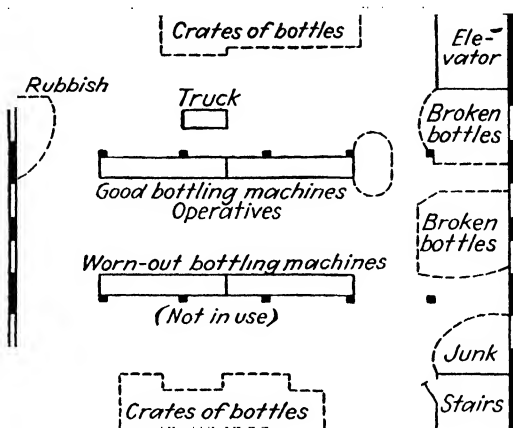 Crates of bottles
Ele-
vator
Rubbish
Truck
Broken
bottles
Good bottling machines
Operatives
Broken
bottles
Worn-out bottling machines
(Not in use)
Junk
Crates of bottles
Stairs